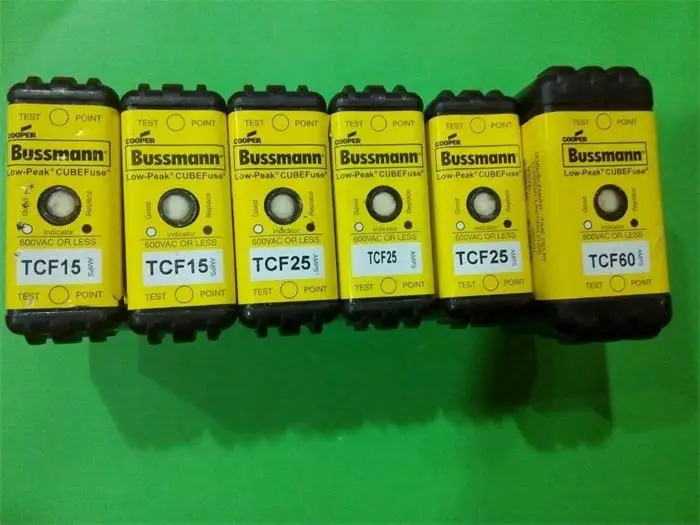 TEST POINT
COOPER
Bussmann®
Low-Peak® CUBEFuse®
Good Replace
Indicator
600VAC OR LESS
TCF15 AMPS
TEST POINT
TEST POINT
COOPER
Bussmann®
Low-Peak® CUBEFuse®
Good Replace
Indicator
600VAC OR LESS
TCF15 AMPS
TEST POINT
TEST POINT
COOPER
Bussmann®
Low-Peak® CUBEFuse®
Good Replace
Indicator
600VAC OR LESS
TCF25 AMPS
TEST POINT
TEST POINT
COOPER
Bussmann®
Low-Peak® CUBEFuse®
Good Replace
Indicator
600VAC OR LESS
TCF25 AMPS
TEST POINT
TEST POINT
COOPER
Bussmann®
Low-Peak® CUBEFuse®
Good Replace
Indicator
600VAC OR LESS
TCF25 AMPS
TEST POINT
TEST POINT
COOPER
Bussmann®
Low-Peak® CUBEFuse®
Good Replace
Indicator
600VAC OR LESS
TCF60 AMPS
TEST POINT